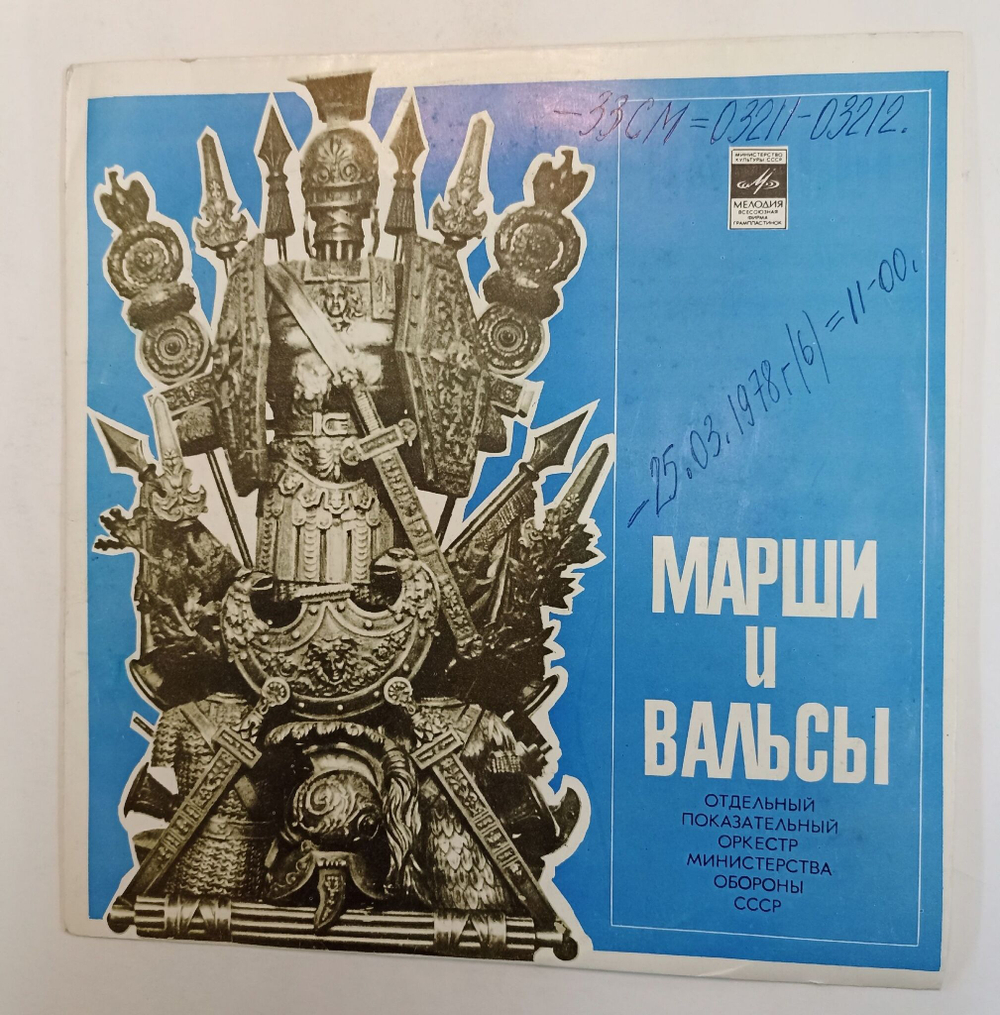 -33СМ=03211-03212.
МИНИСТЕРСТВО
КУЛЬТУРЫ СССР
МЕЛОДИЯ
ВСЕСОЮЗНАЯ
ФИРМА
ГРАМПЛАСТИНОК
-25.03.1978г(6)=11-00.
МАРШИ
И
ВАЛЬСЫ
ОТДЕЛЬНЫЙ
ПОКАЗАТЕЛЬНЫЙ
ОРКЕСТР
МИНИСТЕРСТВА
ОБОРОНЫ
СССР